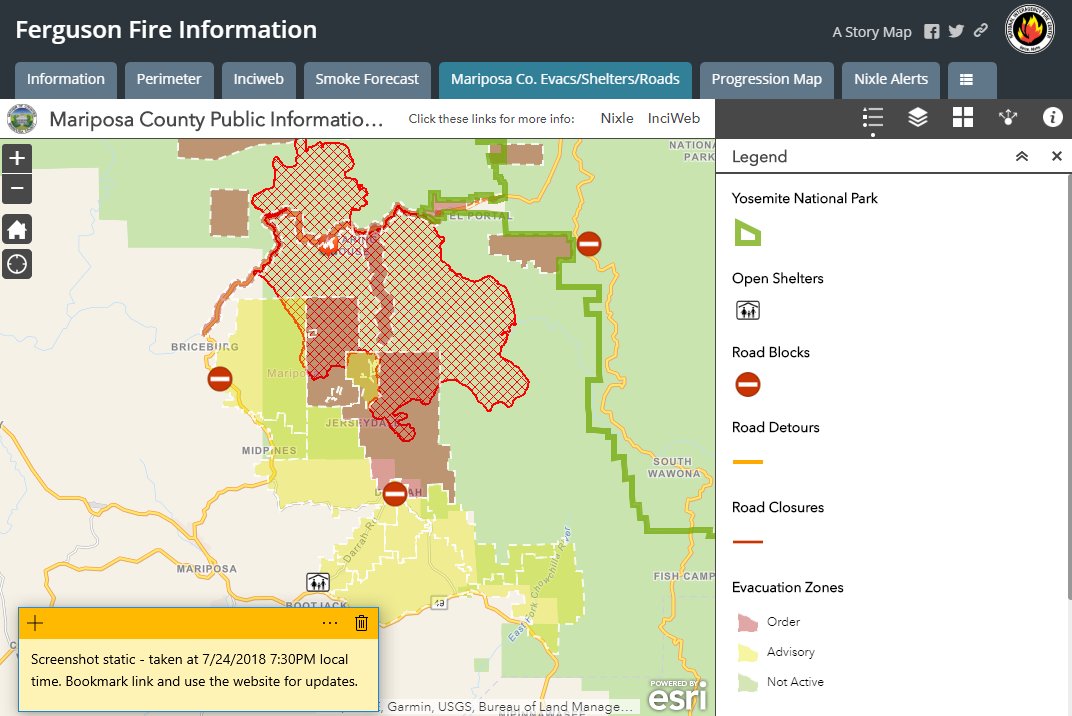 Ferguson Fire Information
A Story Map
Information
Perimeter
Inciweb
Smoke Forecast
Mariposa Co. Evacs/Shelters/Roads
Progression Map
Nixle Alerts
Mariposa County Public Informatio...
Click these links for more info:
Nixle
InciWeb
Legend
NATIONA
PARK
EL PORTAL
BRICEBURG
Maripo
JERSEYDA
MIDPINES
SOUTH
WAWONA
Darrah Rd
MARIPOSA
BOOTJACK
49
FISH CAMP
East Fork Chowchilla River
Yosemite National Park
Open Shelters
Road Blocks
Road Detours
Road Closures
Evacuation Zones
Order
Advisory
Not Active
Screenshot static - taken at 7/24/2018 7:30PM local
time. Bookmark link and use the website for updates.
POWERED BY
esri
, Garmin, USGS, Bureau of Land Manage...